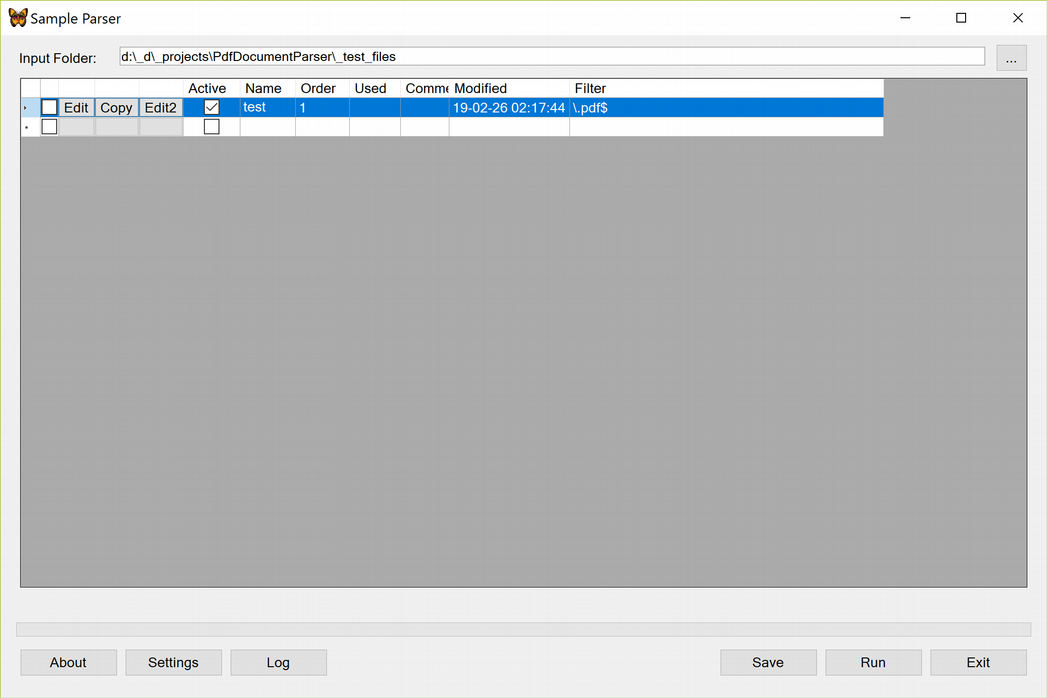 Sample Parser
Input Folder: d:\_d\_projects\PdfDocumentParser\_test_files ...
Active Name Order Used Comme Modified Filter
Edit Copy Edit2 test 1 19-02-26 02:17:44 \.pdf$
About Settings Log Save Run Exit